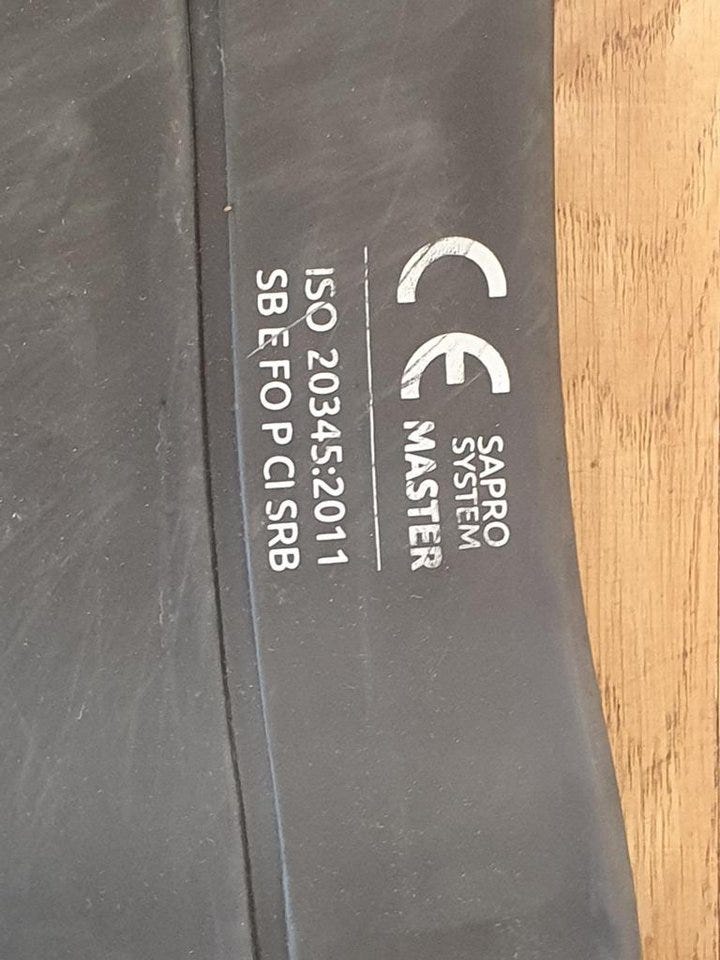 CE SAPRO
SYSTEM
MASTER
ISO 20345:2011
SB E FO P CI SRB